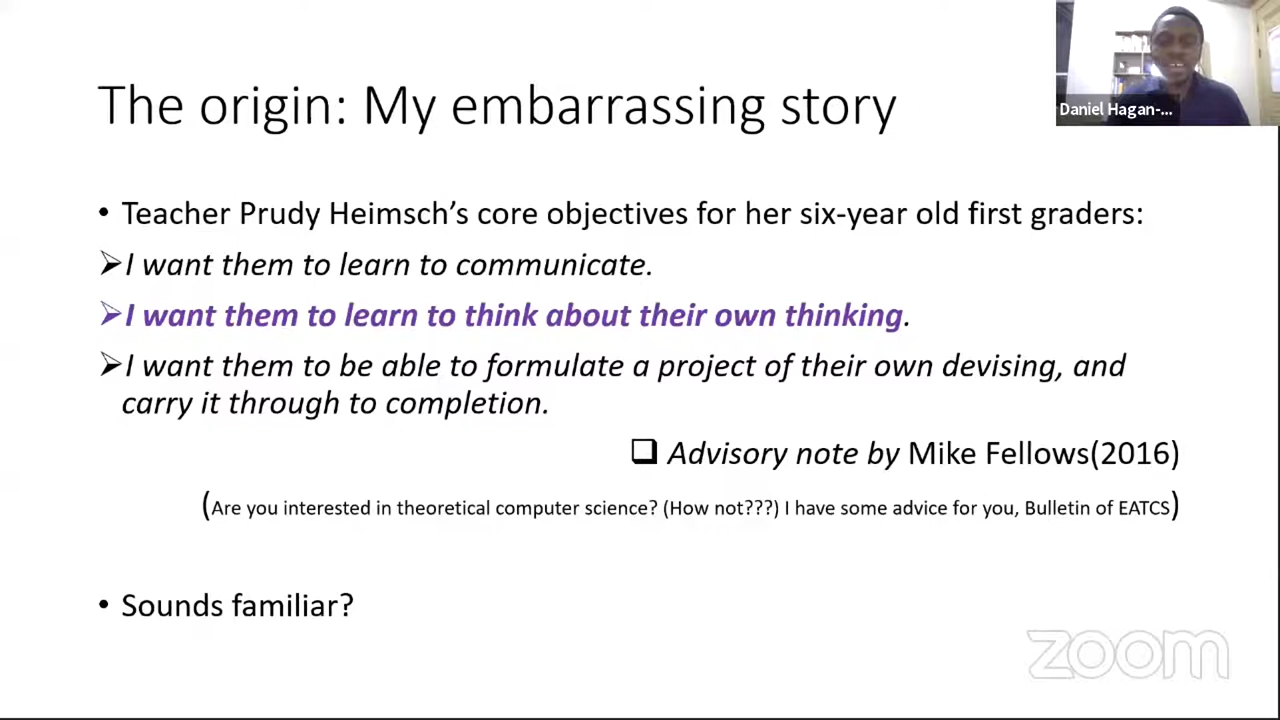 The origin: My embarrassing story
Daniel Hagan-...
• Teacher Prudy Heimsch’s core objectives for her six-year old first graders:
➢I want them to learn to communicate.
➢I want them to learn to think about their own thinking.
➢I want them to be able to formulate a project of their own devising, and
carry it through to completion.
❑ Advisory note by Mike Fellows(2016)
(Are you interested in theoretical computer science? (How not???) I have some advice for you, Bulletin of EATCS)
• Sounds familiar?
zoom